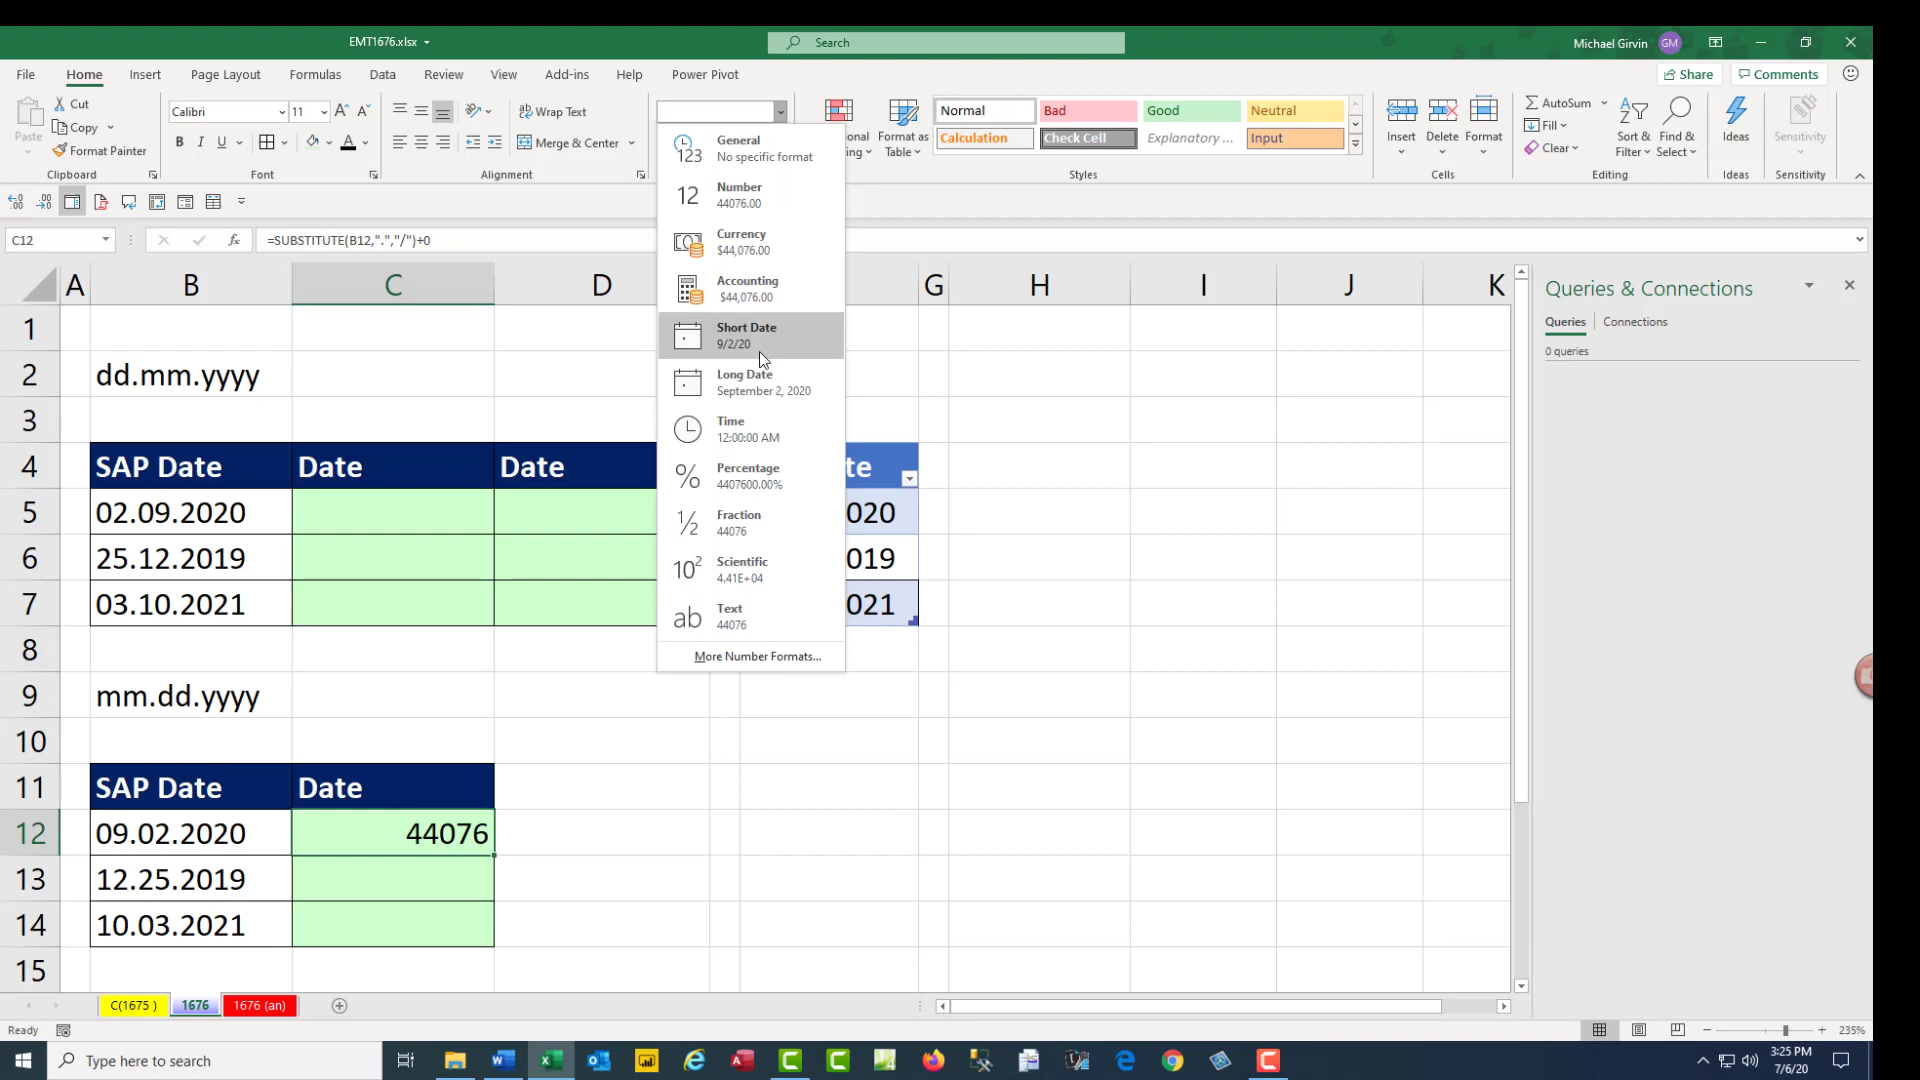 EMT1676.xlsx
Search
Michael Girvin
GM
File
Home
Insert
Page Layout
Formulas
Data
Review
View
Add-ins
Help
Power Pivot
Share
Comments
Paste
Cut
Copy
Format Painter
Clipboard
Calibri
11
B I U
Font
Wrap Text
Merge & Center
Alignment
onal
ing
Format as
Table
Normal
Bad
Good
Neutral
Calculation
Check Cell
Explanatory ...
Input
Styles
Insert
Delete
Format
Cells
AutoSum
Fill
Clear
Sort &
Filter
Find &
Select
Editing
Ideas
Ideas
Sensitivity
Sensitivity
C12
fx
=SUBSTITUTE(B12,".","/")+0
General
No specific format
123
Number
44076.00
12
Currency
$44,076.00
Accounting
$44,076.00
Short Date
9/2/20
Long Date
September 2, 2020
Time
12:00:00 AM
Percentage
4407600.00%
%
Fraction
44076
½
Scientific
4.41E+04
10²
Text
44076
ab
More Number Formats...
A B C D G H I J K
1
2 dd.mm.yyyy
3
4 SAP Date Date Date te
5 02.09.2020 020
6 25.12.2019 019
7 03.10.2021 021
8
9 mm.dd.yyyy
10
11 SAP Date Date
12 09.02.2020 44076
13 12.25.2019
14 10.03.2021
15
Queries & Connections
Queries
Connections
0 queries
C(1675 )
1676
1676 (an)
Ready
235%
Type here to search
3:25 PM
7/6/20